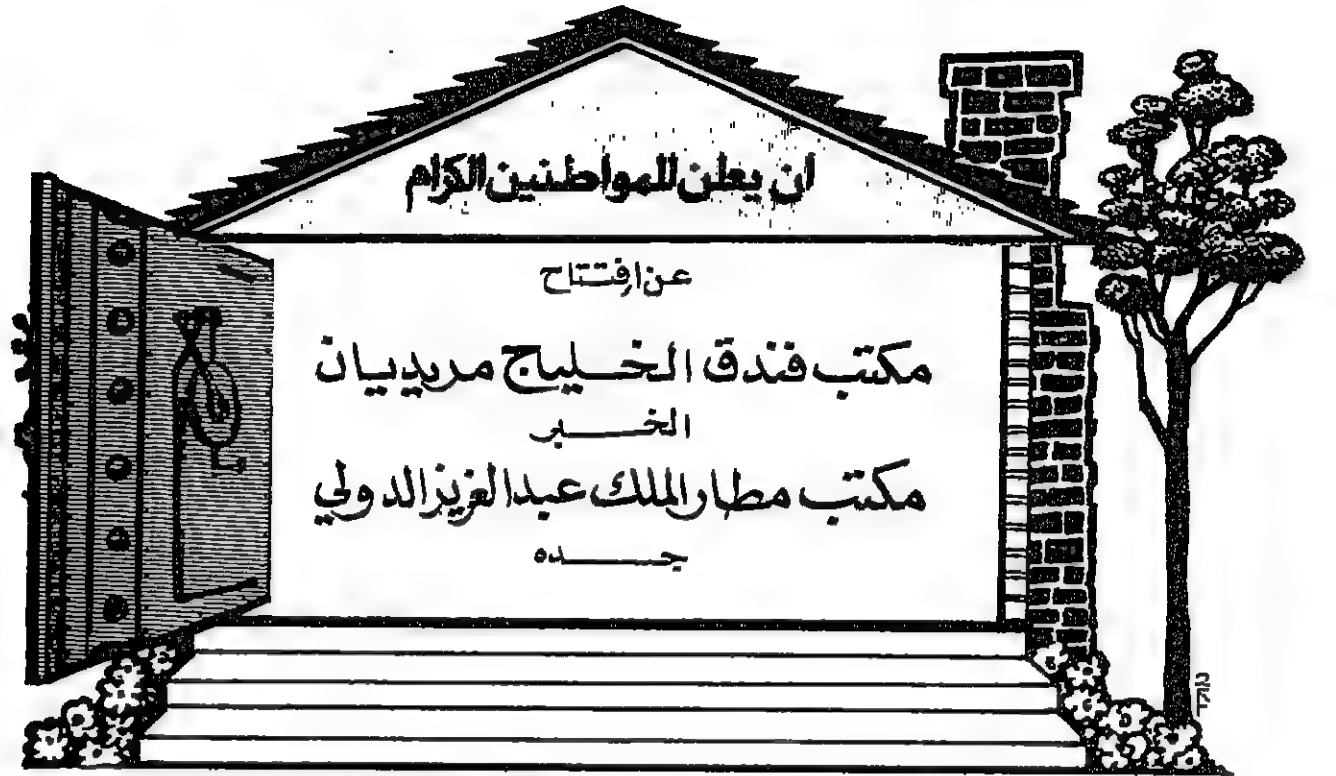 ان يعلن للمواطنين الكرام
عن افتتاح
مكتب فندق الخليج مريديان
الخبر
مكتب مطار الملك عبدالعزيز الدولي
جده